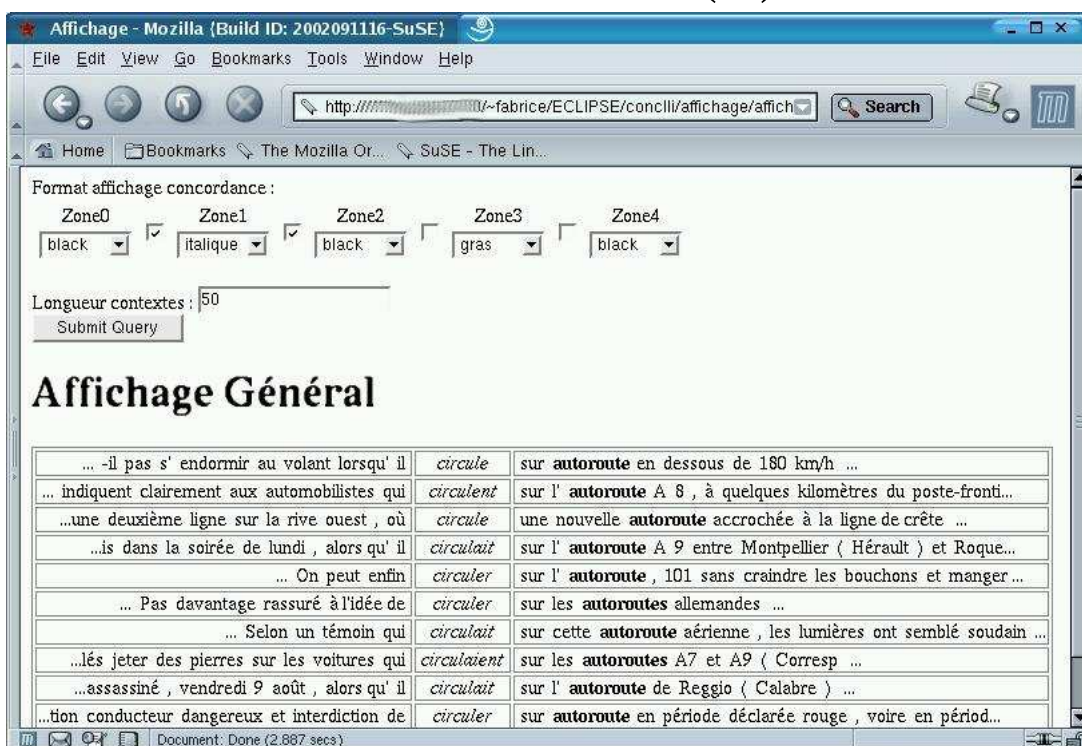 Affichage - Mozilla {Build ID: 2002091116-SuSE}
File Edit View Go Bookmarks Tools Window Help
http:// /~fabrice/ECLIPSE/conclli/affichage/affich Search
Home Bookmarks The Mozilla Or... SuSE - The Lin...
Format affichage concordance :
Zone0 Zone1 Zone2 Zone3 Zone4
black italique black gras black
Longueur contextes : 50
Submit Query
Affichage Général
... -il pas s' endormir au volant lorsqu' il circule sur autoroute en dessous de 180 km/h ...
... indiquent clairement aux automobilistes qui circulent sur l' autoroute A 8 , à quelques kilomètres du poste-fronti...
...une deuxième ligne sur la rive ouest , où circule une nouvelle autoroute accrochée à la ligne de crête ...
...is dans la soirée de lundi , alors qu' il circulait sur l' autoroute A 9 entre Montpellier ( Hérault ) et Roque...
... On peut enfin circuler sur l' autoroute , 101 sans craindre les bouchons et manger ...
... Pas davantage rassuré à l'idée de circuler sur les autoroutes allemandes ...
... Selon un témoin qui circulait sur cette autoroute aérienne , les lumières ont semblé soudain ...
...lés jeter des pierres sur les voitures qui circulaient sur les autoroutes A7 et A9 ( Corresp ...
...assassiné , vendredi 9 août , alors qu' il circulait sur l' autoroute de Reggio ( Calabre ) ...
...tion conducteur dangereux et interdiction de circuler sur autoroute en période déclarée rouge , voire en périod...
Document: Done (2.887 secs)